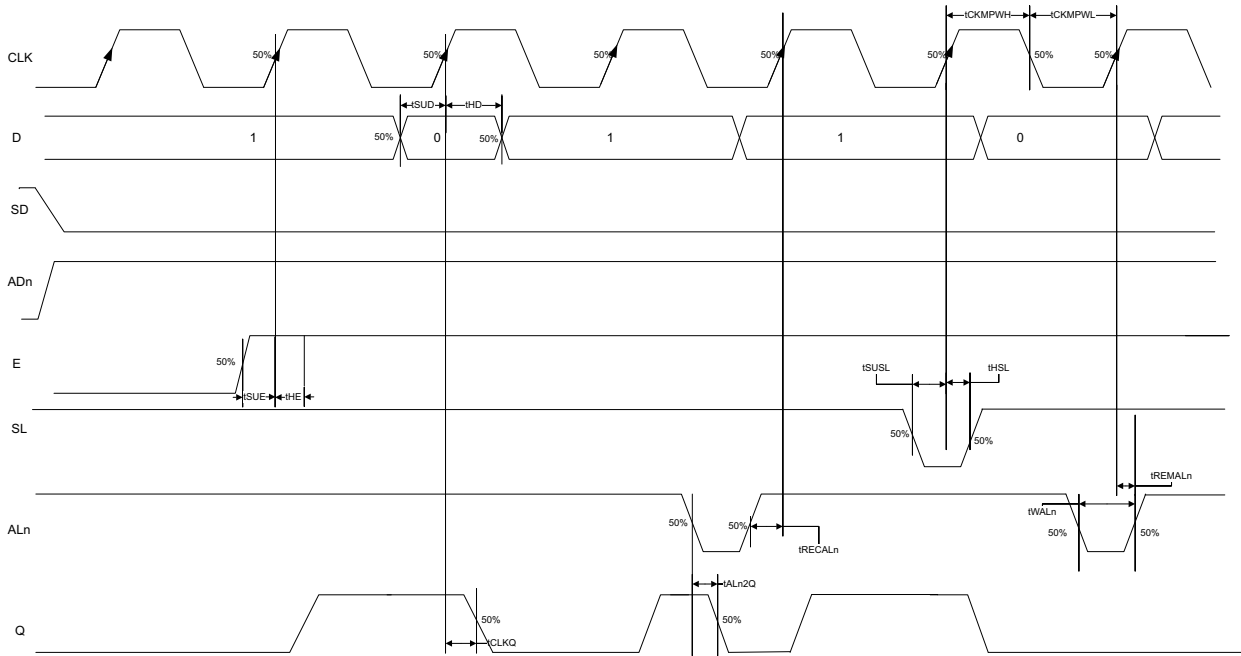 tCKMPWH tCKMPWL
CLK 50% 50% 50% 50% 50% 50%
tSUD tHD
D 1 50% 0 50% 1 1 0
SD
ADn
E 50%
tSUE tHE
tSUSL tHSL
SL 50% 50%
tREMALn
tWALn
ALn 50% 50% 50% 50%
tRECALn
tALn2Q
Q 50% 50%
tCLKQ